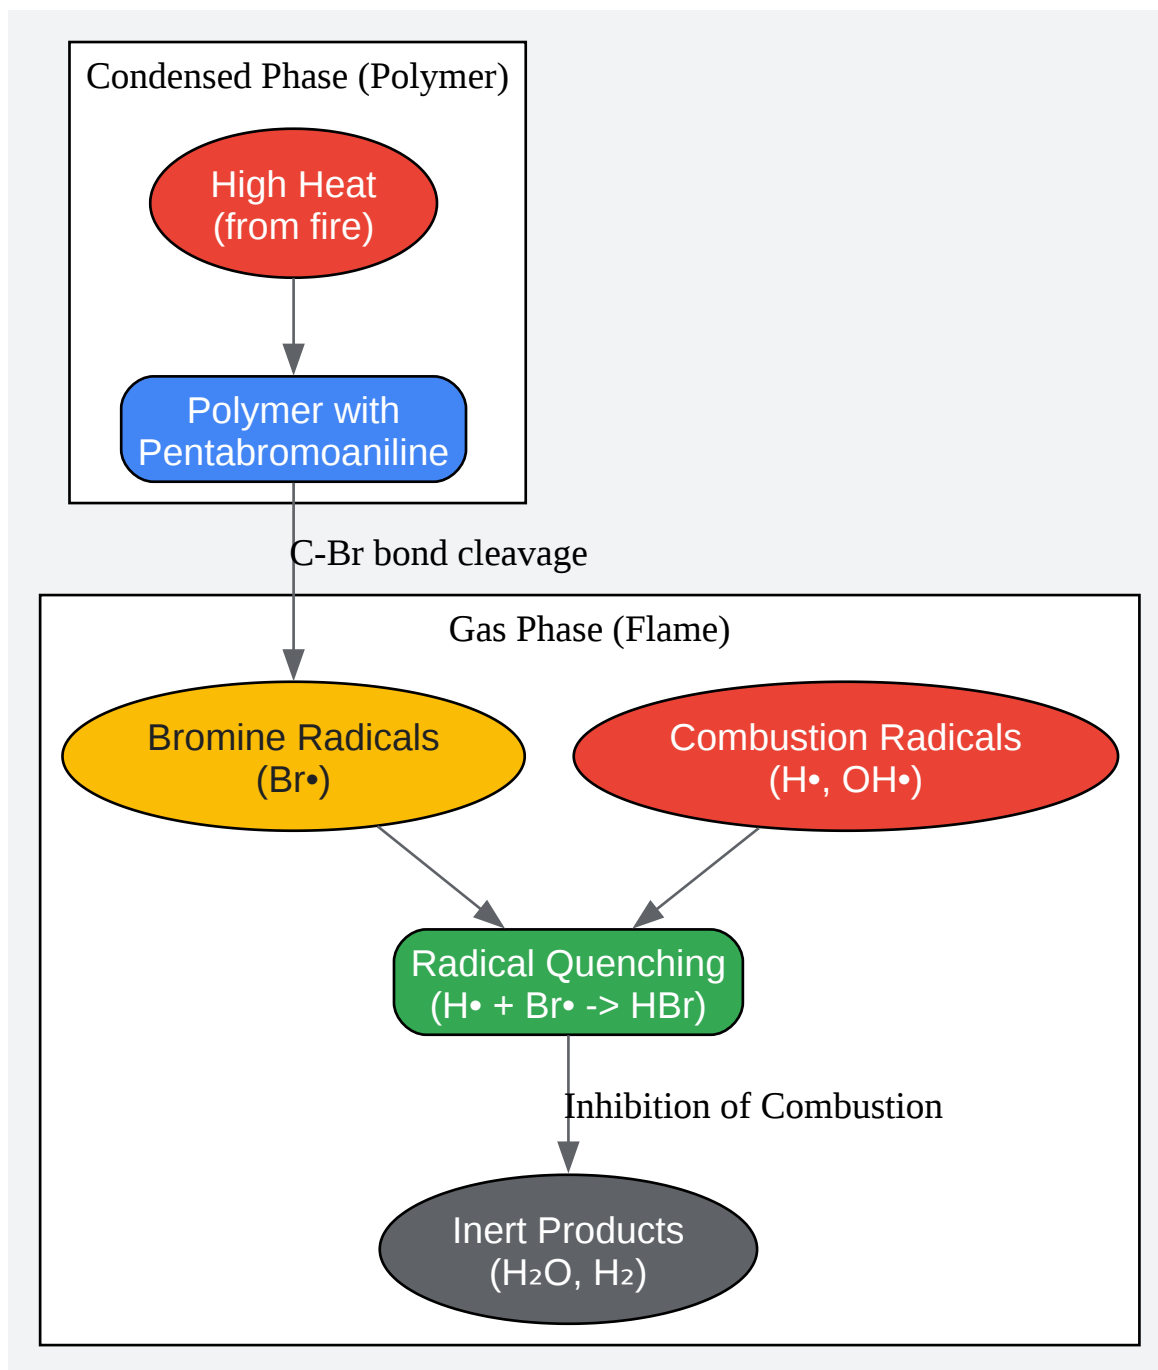 Condensed Phase (Polymer)
High Heat
(from fire)
Polymer with
Pentabromoaniline
C-Br bond cleavage
Gas Phase (Flame)
Bromine Radicals
(Br•)
Combustion Radicals
(H•, OH•)
Radical Quenching
(H• + Br• -> HBr)
Inhibition of Combustion
Inert Products
(H₂O, H₂)